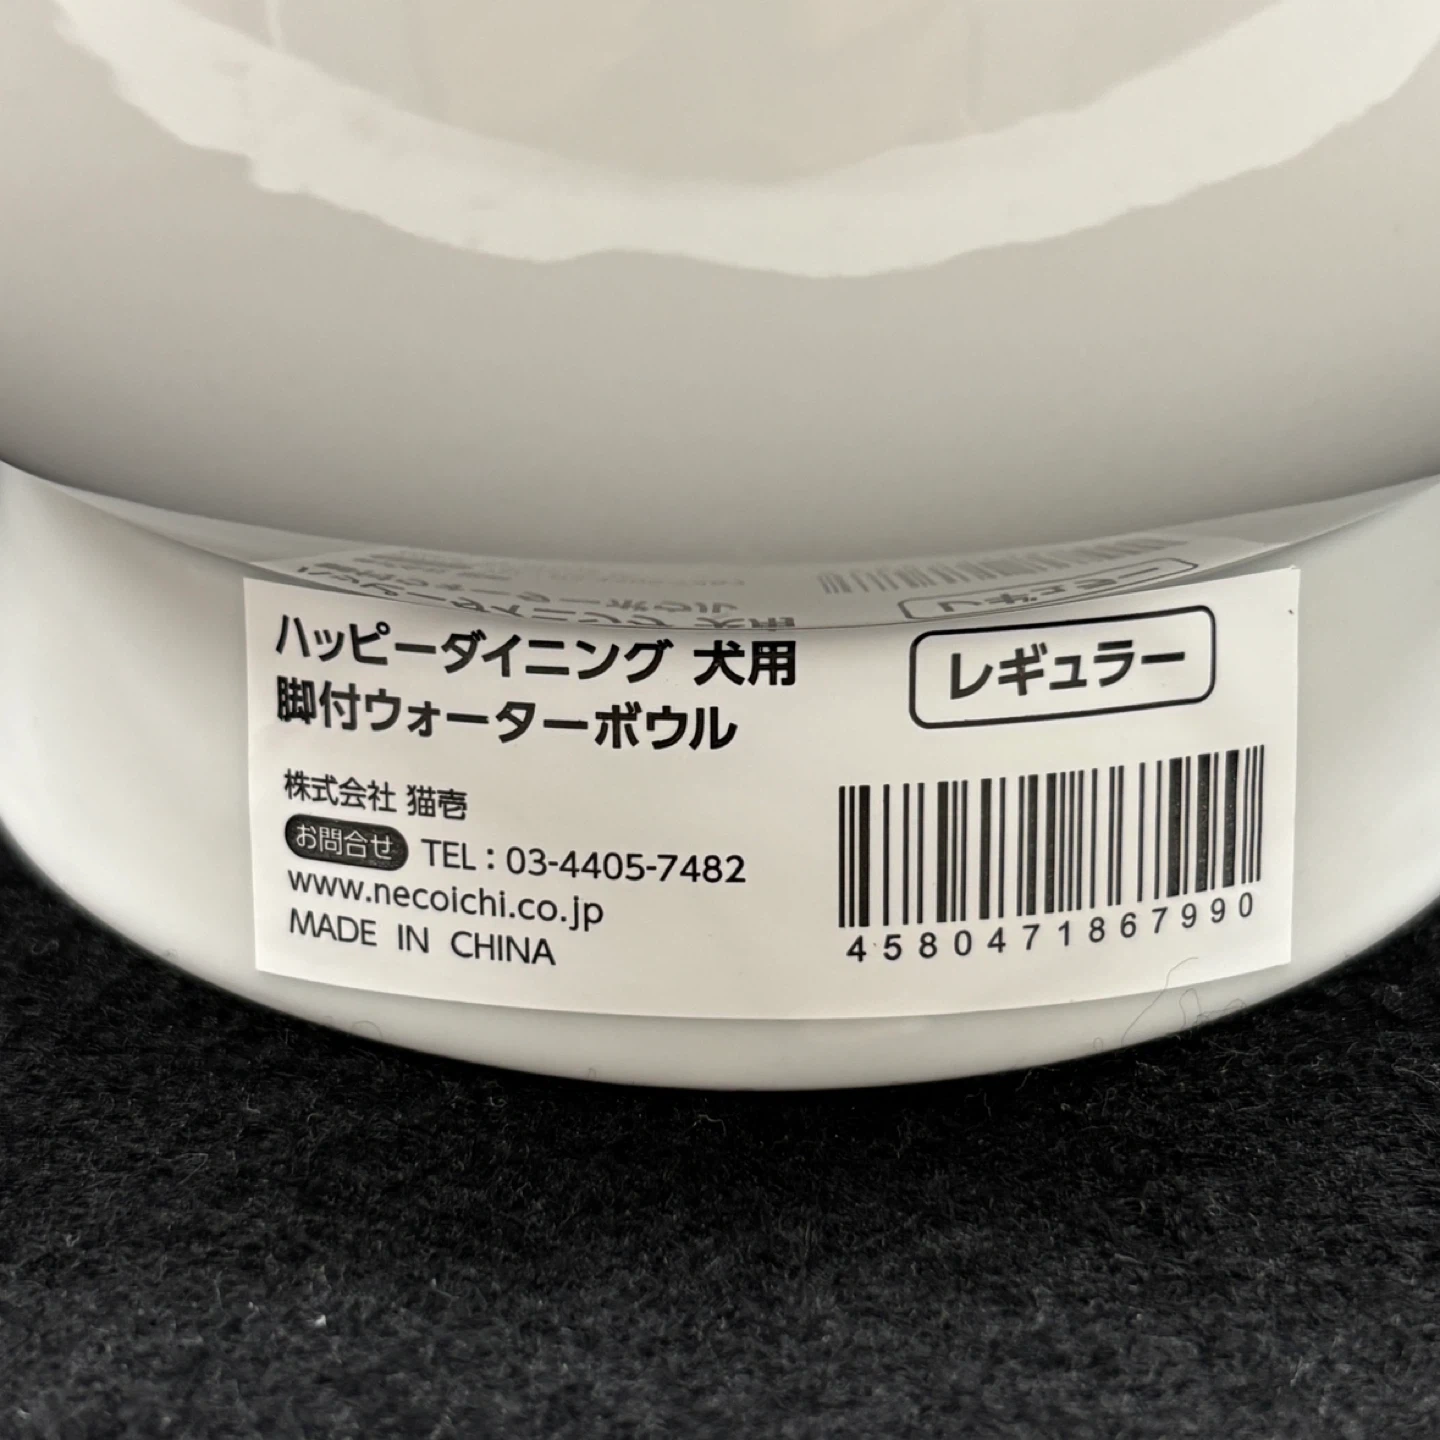 ハッピーダイニング 犬用
脚付ウォーターボウル
レギュラー
株式会社 猫壱
お問合せ TEL：03-4405-7482
www.necoichi.co.jp
MADE IN CHINA
4580471867990